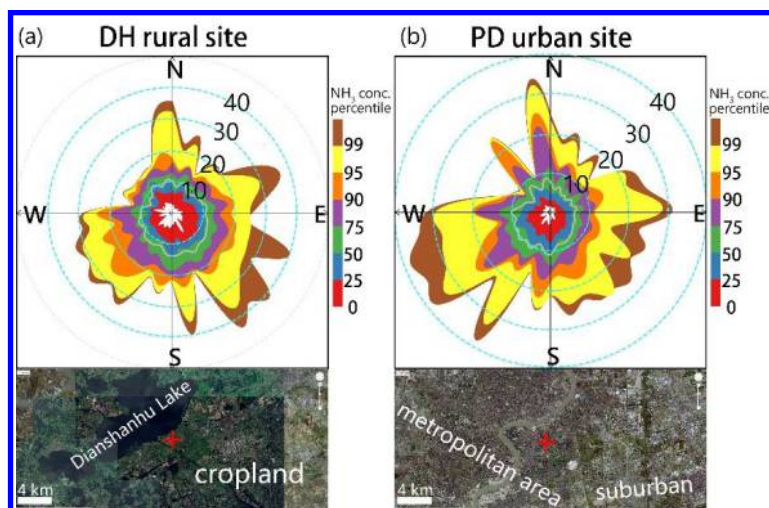 (a) DH rural site
N
NH₃ conc.
percentile
40
30
20
10
W
E
S
99
95
90
75
50
25
0
Dianshanhu Lake
cropland
4 km
(b) PD urban site
N
NH₃ conc.
percentile
40
30
20
10
W
E
S
99
95
90
75
50
25
0
metropolitan area
suburban
4 km